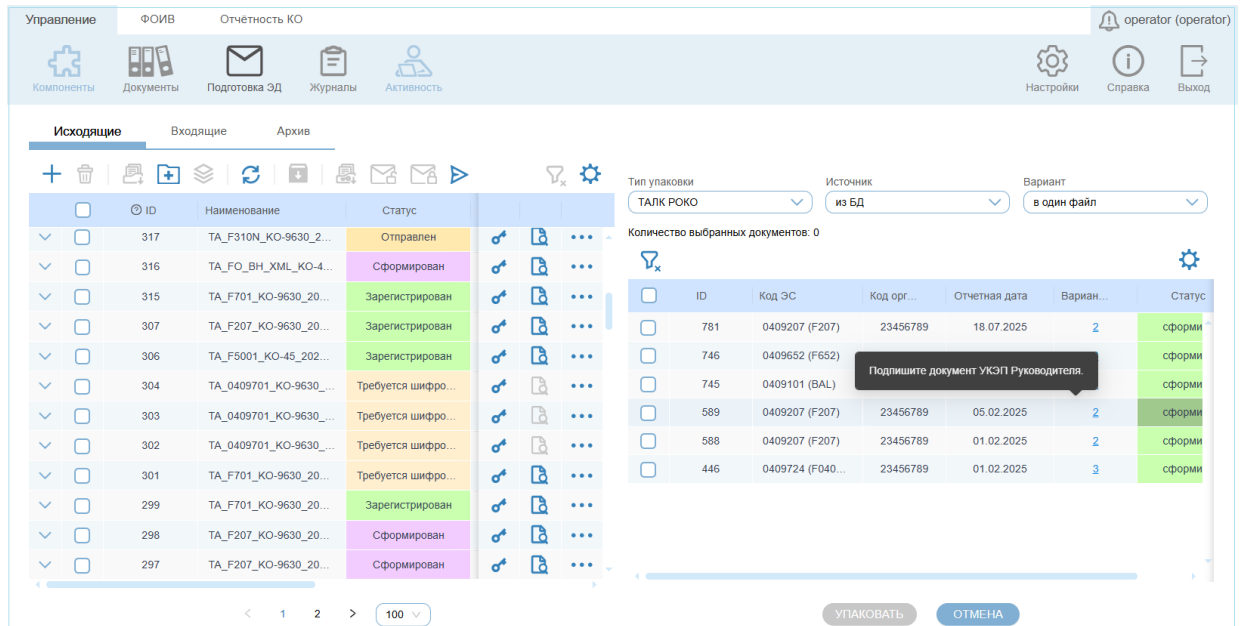 Управление ФОИВ Отчётность КО operator (operator)
Компоненты Документы Подготовка ЭД Журналы Активность Настройки Справка Выход
Исходящие Входящие Архив
ID Наименование Статус
317 TA_F310N_KO-9630_2... Отправлен
316 TA_FO_BH_XML_KO-4... Сформирован
315 TA_F701_KO-9630_20... Зарегистрирован
307 TA_F207_KO-9630_20... Зарегистрирован
306 TA_F5001_KO-45_202... Зарегистрирован
304 TA_0409701_KO-9630_... Требуется шифро...
303 TA_0409701_KO-9630_... Требуется шифро...
302 TA_0409701_KO-9630_... Требуется шифро...
301 TA_F701_KO-9630_20... Требуется шифро...
299 TA_F701_KO-9630_20... Зарегистрирован
298 TA_F207_KO-9630_20... Сформирован
297 TA_F207_KO-9630_20... Сформирован
< 1 2 > 100
Тип упаковки Источник Вариант
ТАЛК РОКО из БД в один файл
Количество выбранных документов: 0
ID Код ЭС Код орг... Отчетная дата Вариан... Статус
781 0409207 (F207) 23456789 18.07.2025 2 сформи
746 0409652 (F652) сформи
Подпишите документ УКЭП Руководителя.
745 0409101 (BAL) сформи
589 0409207 (F207) 23456789 05.02.2025 2 сформи
588 0409207 (F207) 23456789 01.02.2025 2 сформи
446 0409724 (F040... 23456789 01.02.2025 3 сформи
УПАКОВАТЬ ОТМЕНА